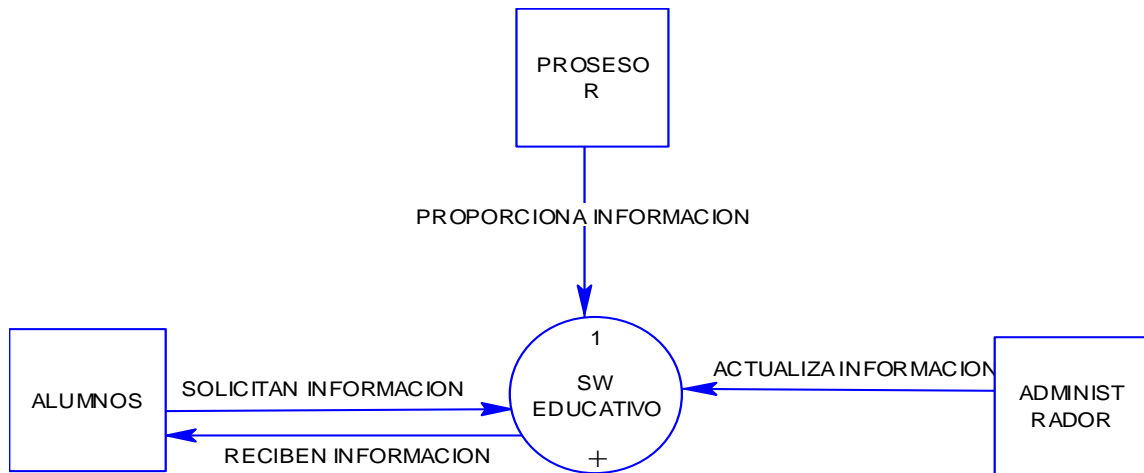 PROSESO
R
PROPORCIONA INFORMACION
1
SW
EDUCATIVO
+
ALUMNOS
SOLICITAN INFORMACION
RECIBEN INFORMACION
ACTUALIZA INFORMACION
ADMINIST
RADOR